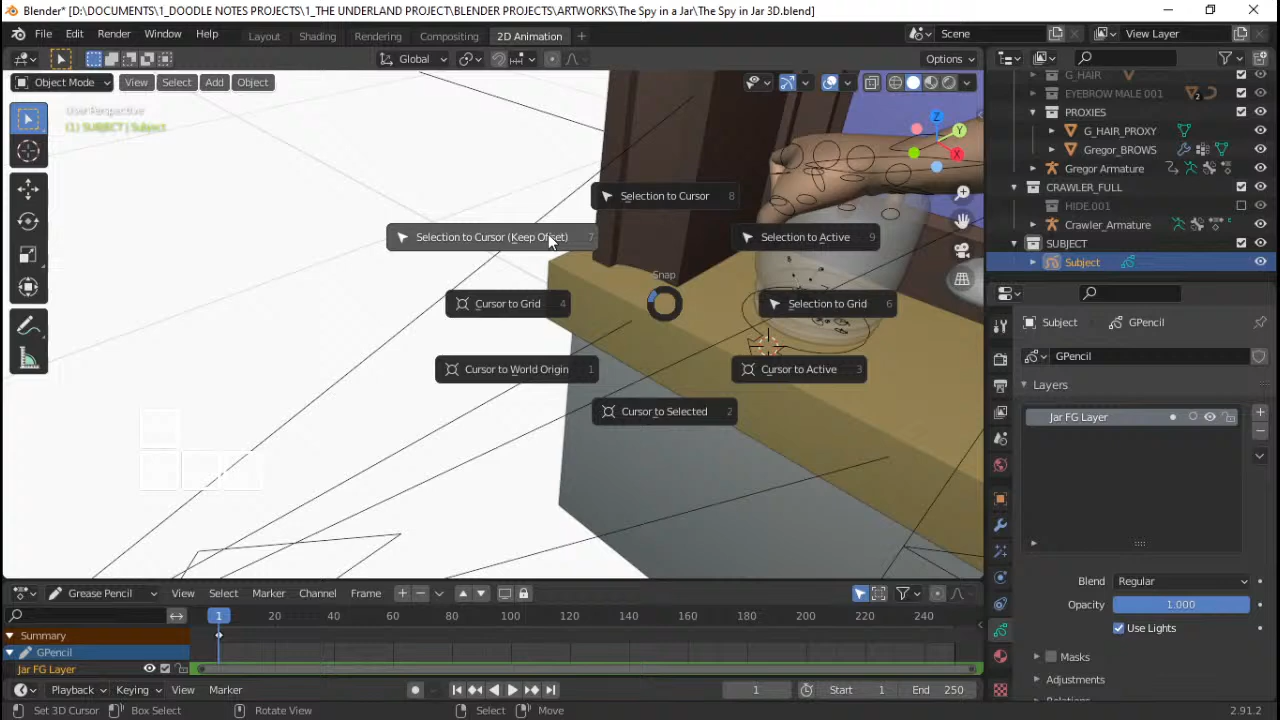 Blender* [D:\DOCUMENTS\1_DOODLE NOTES PROJECTS\1_THE UNDERLAND PROJECT\BLENDER PROJECTS\ARTWORKS\The Spy in a Jar\The Spy in Jar 3D.blend]
File Edit Render Window Help Layout Shading Rendering Compositing 2D Animation + Scene View Layer
Global Options
Object Mode View Select Add Object
User Perspective
(1) SUBJECT | Subject
G_HAIR
EYEBROW MALE 001 2
PROXIES
G_HAIR_PROXY
Gregor_BROWS
Gregor Armature
CRAWLER_FULL
HIDE.001
Crawler_Armature
SUBJECT
Subject
Z
Y
X
Selection to Cursor 8
Selection to Cursor (Keep Offset) 7
Selection to Active 9
Snap
Cursor to Grid 4
Selection to Grid 6
Cursor to World Origin 1
Cursor to Active 3
Cursor to Selected 2
Subject GPencil
GPencil
Layers
Jar FG Layer
Blend Regular
Opacity 1.000
Use Lights
Masks
Adjustments
Relations
Grease Pencil View Select Marker Channel Frame
1 20 40 60 80 100 120 140 160 180 200 220 240
Summary
GPencil
Jar FG Layer
Playback Keying View Marker 1 Start 1 End 250
Set 3D Cursor Box Select Rotate View Select Move 2.91.2